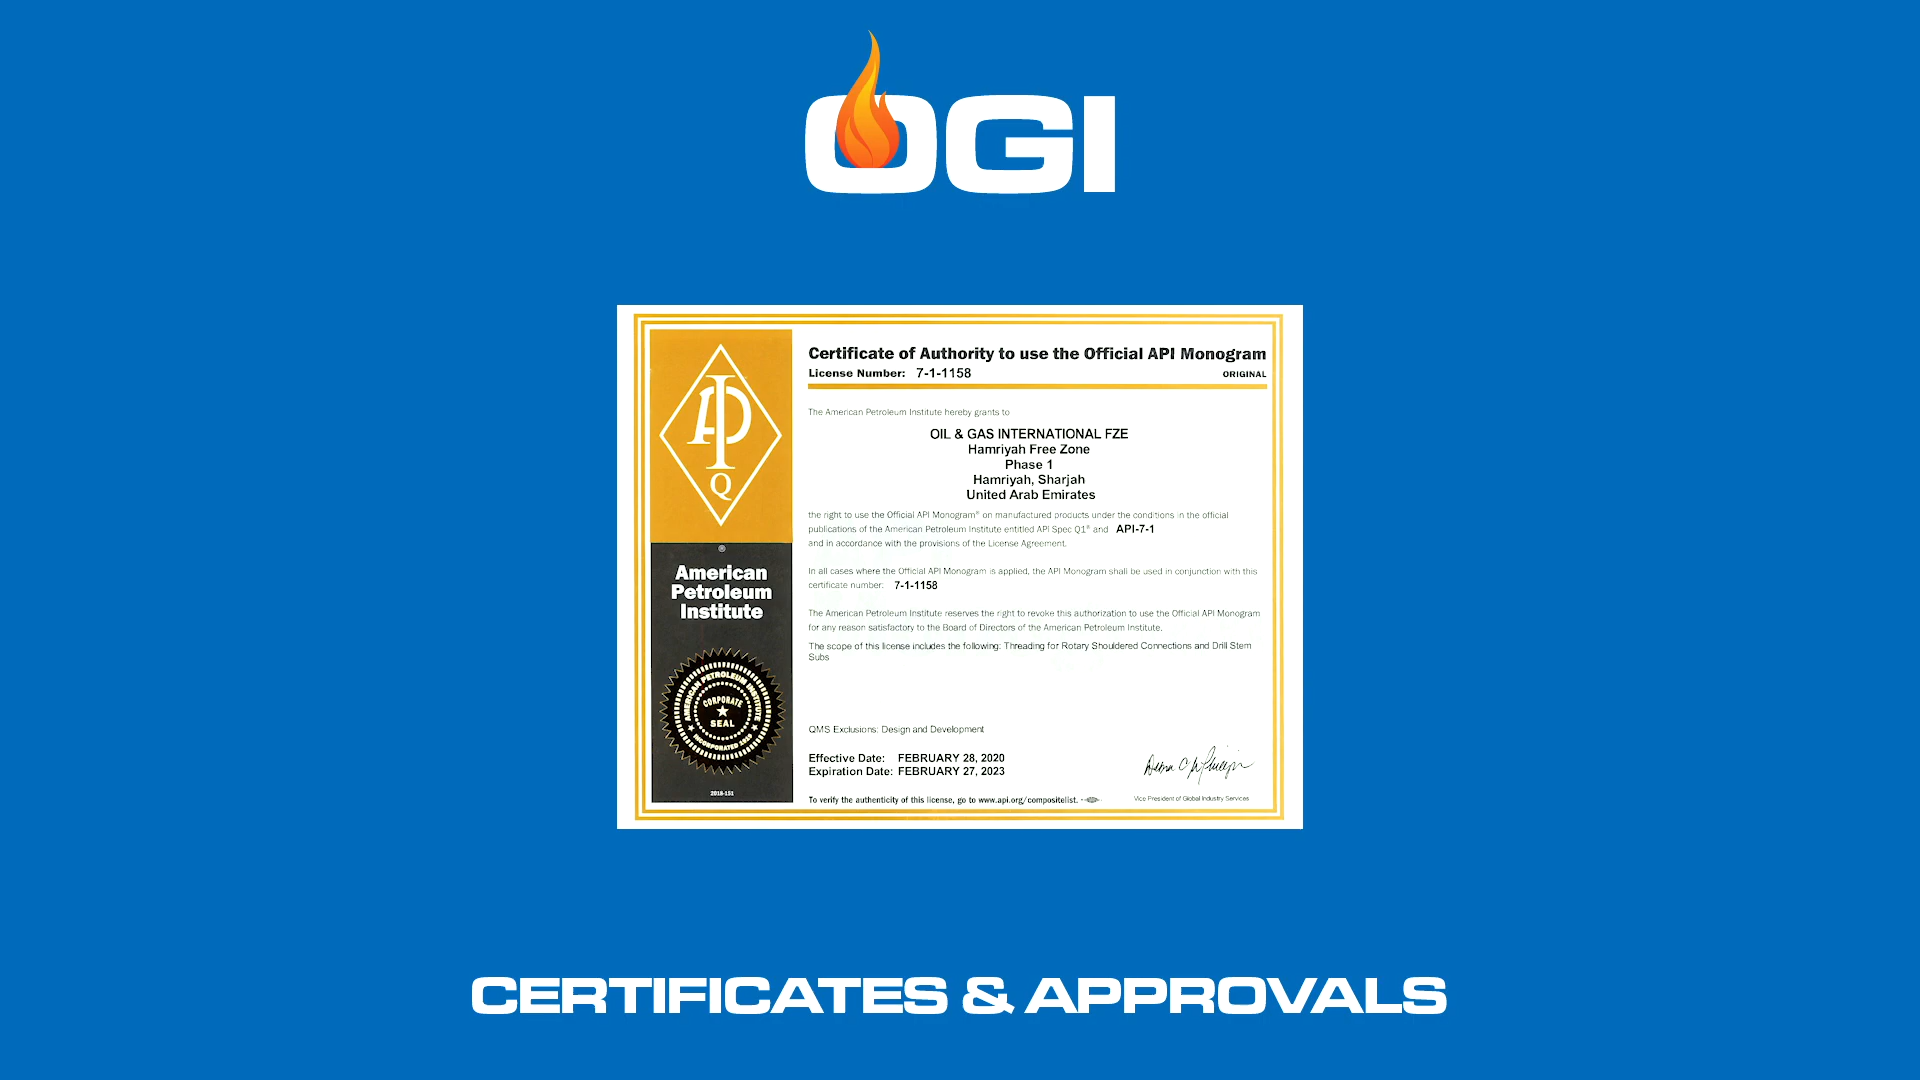 OGI
Certificate of Authority to use the Official API Monogram
License Number: 7-1-1158
ORIGINAL
The American Petroleum Institute hereby grants to
OIL & GAS INTERNATIONAL FZE
Hamriyah Free Zone
Phase 1
Hamriyah, Sharjah
United Arab Emirates
the right to use the Official API Monogram® on manufactured products under the conditions in the official
publications of the American Petroleum Institute entitled API Spec Q1® and API-7-1
and in accordance with the provisions of the License Agreement.
In all cases where the Official API Monogram is applied, the API Monogram shall be used in conjunction with this
certificate number: 7-1-1158
The American Petroleum Institute reserves the right to revoke this authorization to use the Official API Monogram
for any reason satisfactory to the Board of Directors of the American Petroleum Institute.
The scope of this license includes the following: Threading for Rotary Shouldered Connections and Drill Stem
Subs
QMS Exclusions: Design and Development
Effective Date: FEBRUARY 28, 2020
Expiration Date: FEBRUARY 27, 2023
To verify the authenticity of this license, go to www.api.org/compositelist.
Vice President of Global Industry Services
API
Q
American
Petroleum
Institute
AMERICAN PETROLEUM INSTITUTE
CORPORATE
SEAL
INCORPORATED 1919
2018-151
CERTIFICATES & APPROVALS